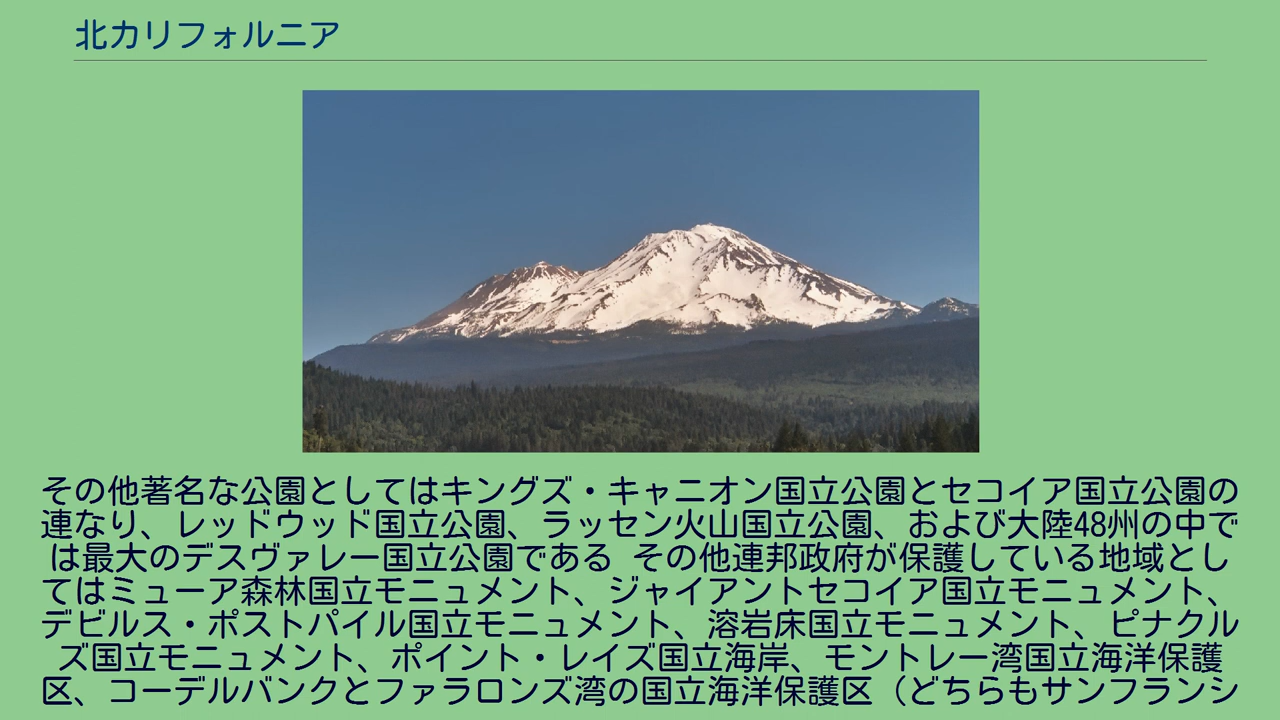 北カリフォルニア
その他著名な公園としてはキングズ・キャニオン国立公園とセコイア国立公園の
連なり、レッドウッド国立公園、ラッセン火山国立公園、および大陸48州の中で
は最大のデスヴァレー国立公園である その他連邦政府が保護している地域とし
てはミューア森林国立モニュメント、ジャイアントセコイア国立モニュメント、
デビルス・ポストパイル国立モニュメント、溶岩床国立モニュメント、ピナクル
ズ国立モニュメント、ポイント・レイズ国立海岸、モントレー湾国立海洋保護
区、コーデルバンクとファラロンズ湾の国立海洋保護区（どちらもサンフランシ